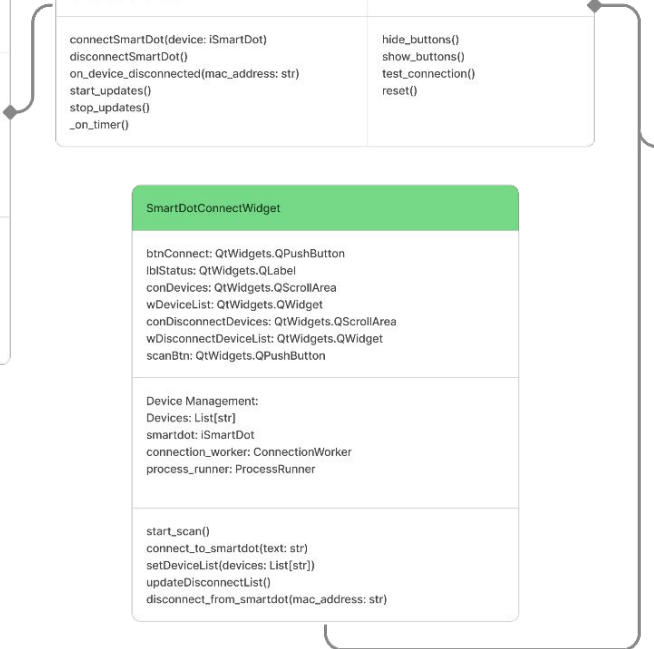 connectSmartDot(device: iSmartDot)
disconnectSmartDot()
on_device_disconnected(mac_address: str)
start_updates()
stop_updates()
_on_timer()
hide_buttons()
show_buttons()
test_connection()
reset()
SmartDotConnectWidget
btnConnect: QtWidgets.QPushButton
lblStatus: QtWidgets.QLabel
conDevices: QtWidgets.QScrollArea
wDeviceList: QtWidgets.QWidget
conDisconnectDevices: QtWidgets.QScrollArea
wDisconnectDeviceList: QtWidgets.QWidget
scanBtn: QtWidgets.QPushButton
Device Management:
Devices: List[str]
smartdot: iSmartDot
connection_worker: ConnectionWorker
process_runner: ProcessRunner
start_scan()
connect_to_smartdot(text: str)
setDeviceList(devices: List[str])
updateDisconnectList()
disconnect_from_smartdot(mac_address: str)